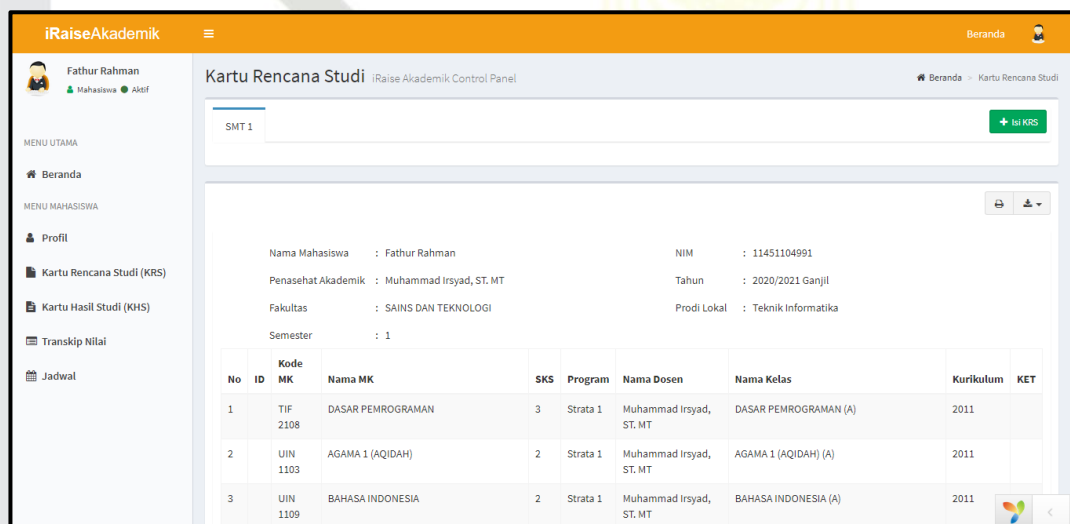 iRaiseAkademik
Beranda
Fathur Rahman
Mahasiswa Aktif
MENU UTAMA
Beranda
MENU MAHASISWA
Profil
Kartu Rencana Studi (KRS)
Kartu Hasil Studi (KHS)
Transkip Nilai
Jadwal
Kartu Rencana Studi iRaise Akademik Control Panel
Beranda > Kartu Rencana Studi
SMT 1
+ Isi KRS
Nama Mahasiswa : Fathur Rahman
NIM : 11451104991
Penasehat Akademik : Muhammad Irsyad, ST. MT
Tahun : 2020/2021 Ganjil
Fakultas : SAINS DAN TEKNOLOGI
Prodi Lokal : Teknik Informatika
Semester : 1
No ID Kode MK Nama MK SKS Program Nama Dosen Nama Kelas Kurikulum KET
1 TIF 2108 DASAR PEMROGRAMAN 3 Strata 1 Muhammad Irsyad, ST. MT DASAR PEMROGRAMAN (A) 2011
2 UIN 1103 AGAMA 1 (AQIDAH) 2 Strata 1 Muhammad Irsyad, ST. MT AGAMA 1 (AQIDAH) (A) 2011
3 UIN 1109 BAHASA INDONESIA 2 Strata 1 Muhammad Irsyad, ST. MT BAHASA INDONESIA (A) 2011